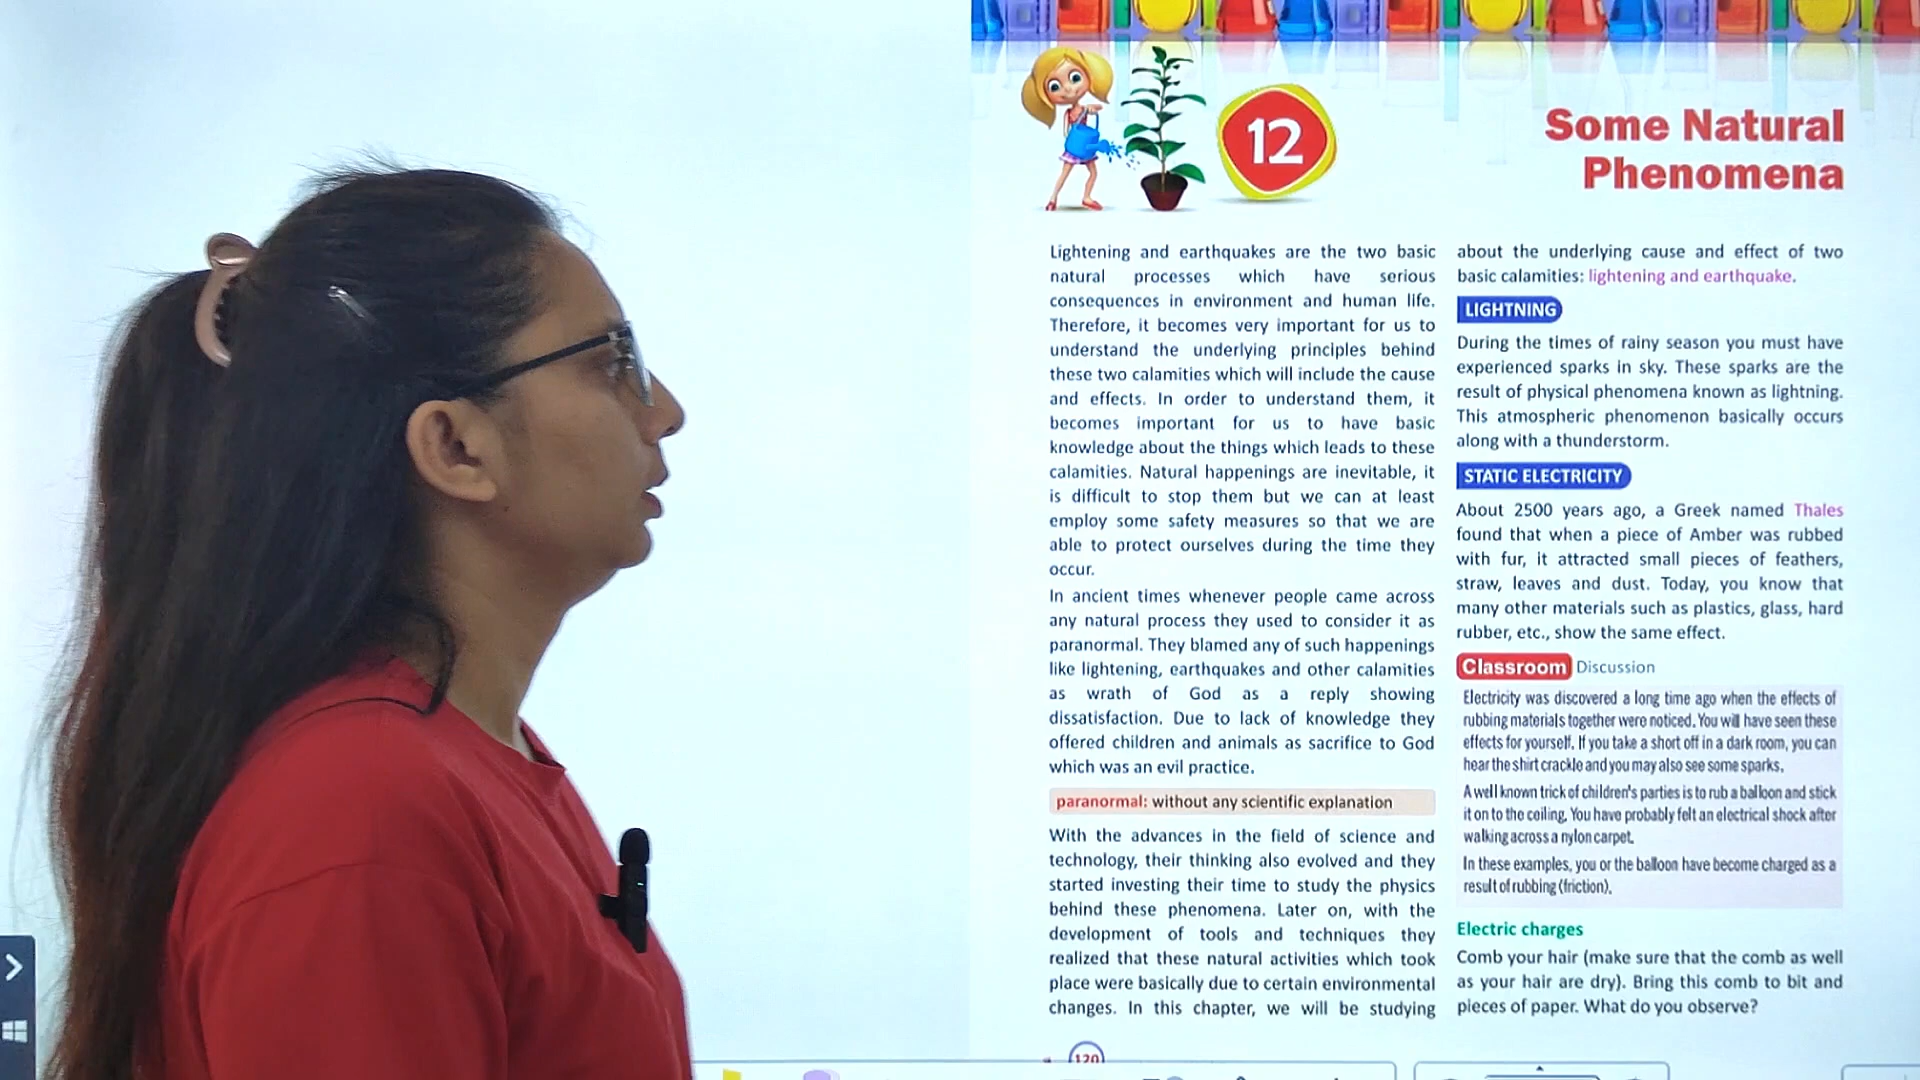 12
Some Natural
Phenomena
Lightening and earthquakes are the two basic
natural processes which have serious
consequences in environment and human life.
Therefore, it becomes very important for us to
understand the underlying principles behind
these two calamities which will include the cause
and effects. In order to understand them, it
becomes important for us to have basic
knowledge about the things which leads to these
calamities. Natural happenings are inevitable, it
is difficult to stop them but we can at least
employ some safety measures so that we are
able to protect ourselves during the time they
occur.
In ancient times whenever people came across
any natural process they used to consider it as
paranormal. They blamed any of such happenings
like lightening, earthquakes and other calamities
as wrath of God as a reply showing
dissatisfaction. Due to lack of knowledge they
offered children and animals as sacrifice to God
which was an evil practice.
paranormal: without any scientific explanation
With the advances in the field of science and
technology, their thinking also evolved and they
started investing their time to study the physics
behind these phenomena. Later on, with the
development of tools and techniques they
realized that these natural activities which took
place were basically due to certain environmental
changes. In this chapter, we will be studying
about the underlying cause and effect of two
basic calamities: lightening and earthquake.
LIGHTNING
During the times of rainy season you must have
experienced sparks in sky. These sparks are the
result of physical phenomena known as lightning.
This atmospheric phenomenon basically occurs
along with a thunderstorm.
STATIC ELECTRICITY
About 2500 years ago, a Greek named Thales
found that when a piece of Amber was rubbed
with fur, it attracted small pieces of feathers,
straw, leaves and dust. Today, you know that
many other materials such as plastics, glass, hard
rubber, etc., show the same effect.
Classroom Discussion
Electricity was discovered a long time ago when the effects of
rubbing materials together were noticed. You will have seen these
effects for yourself. If you take a short off in a dark room, you can
hear the shirt crackle and you may also see some sparks.
A well known trick of children's parties is to rub a balloon and stick
it on to the ceiling. You have probably felt an electrical shock after
walking across a nylon carpet.
In these examples, you or the balloon have become charged as a
result of rubbing (friction).
Electric charges
Comb your hair (make sure that the comb as well
as your hair are dry). Bring this comb to bit and
pieces of paper. What do you observe?
120